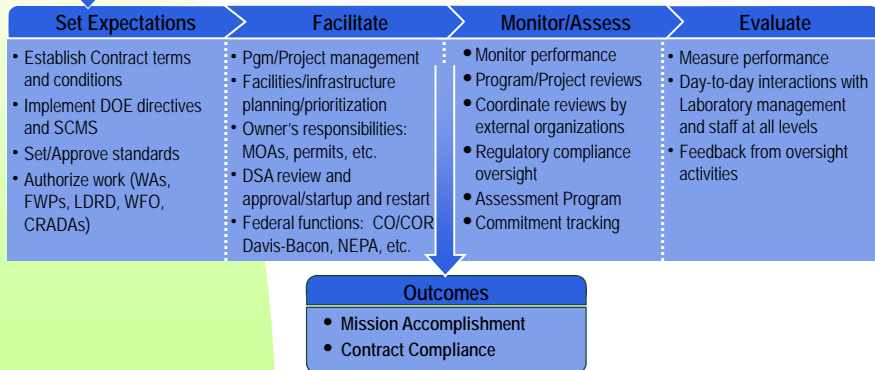 Set Expectations
• Establish Contract terms
and conditions
• Implement DOE directives
and SCMS
• Set/Approve standards
• Authorize work (WAs,
FWPs, LDRD, WFO,
CRADAs)
Facilitate
• Pgm/Project management
• Facilities/infrastructure
planning/prioritization
• Owner's responsibilities:
MOAs, permits, etc.
• DSA review and
approval/startup and restart
• Federal functions: CO/COR
Davis-Bacon, NEPA, etc.
Monitor/Assess
• Monitor performance
• Program/Project reviews
• Coordinate reviews by
external organizations
• Regulatory compliance
oversight
• Assessment Program
• Commitment tracking
Evaluate
• Measure performance
• Day-to-day interactions with
Laboratory management
and staff at all levels
• Feedback from oversight
activities
Outcomes
• Mission Accomplishment
• Contract Compliance